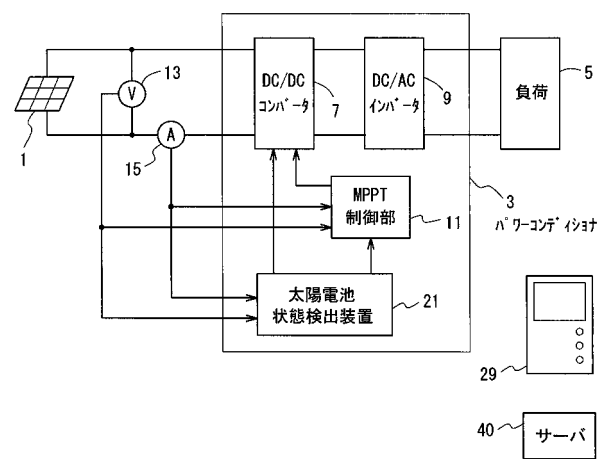 V
13
A
15
1
DC/DC
コンバータ
7
DC/AC
インバータ
9
負荷
5
MPPT
制御部
11
3
パワーコンディショナ
太陽電池
状態検出装置
21
29
40
サーバ